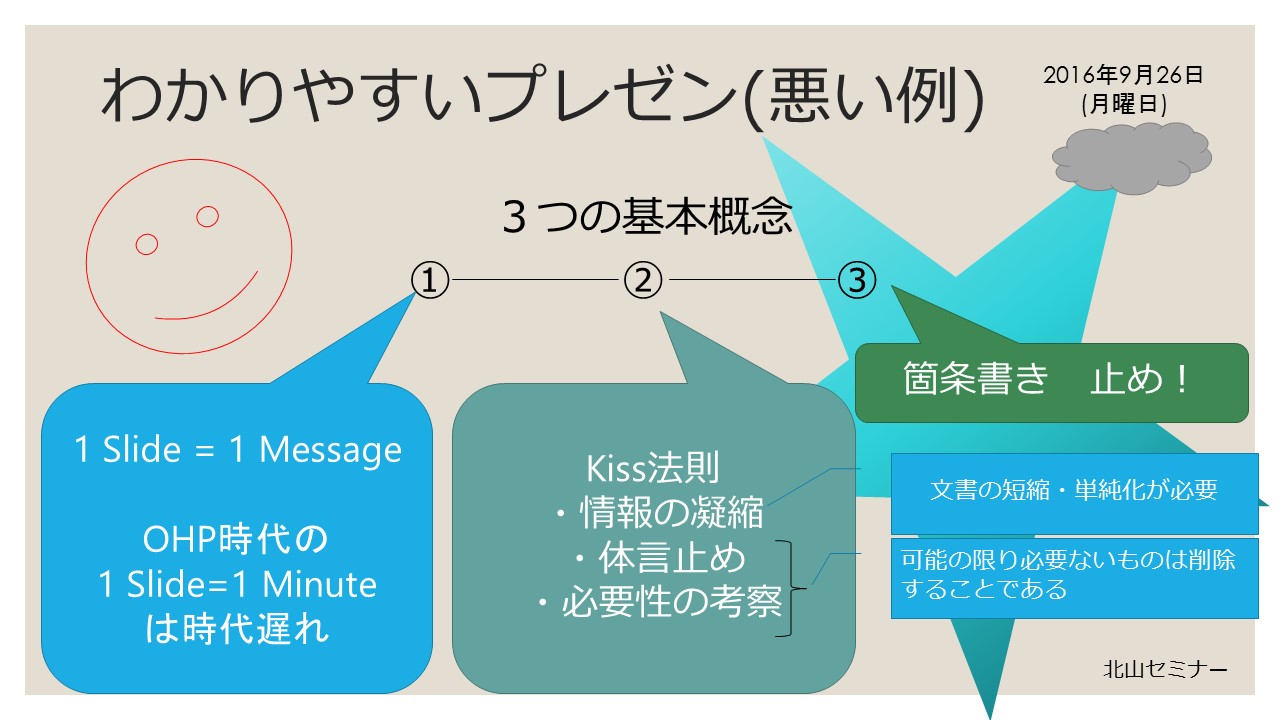 わかりやすいプレゼン(悪い例)
2016年9月26日
(月曜日)
３つの基本概念
① ② ③
1 Slide = 1 Message
OHP時代の
1 Slide=1 Minute
は時代遅れ
Kiss法則
・情報の凝縮
・体言止め
・必要性の考察
箇条書き　止め！
文書の短縮・単純化が必要
可能の限り必要ないものは削除
することである
北山セミナー